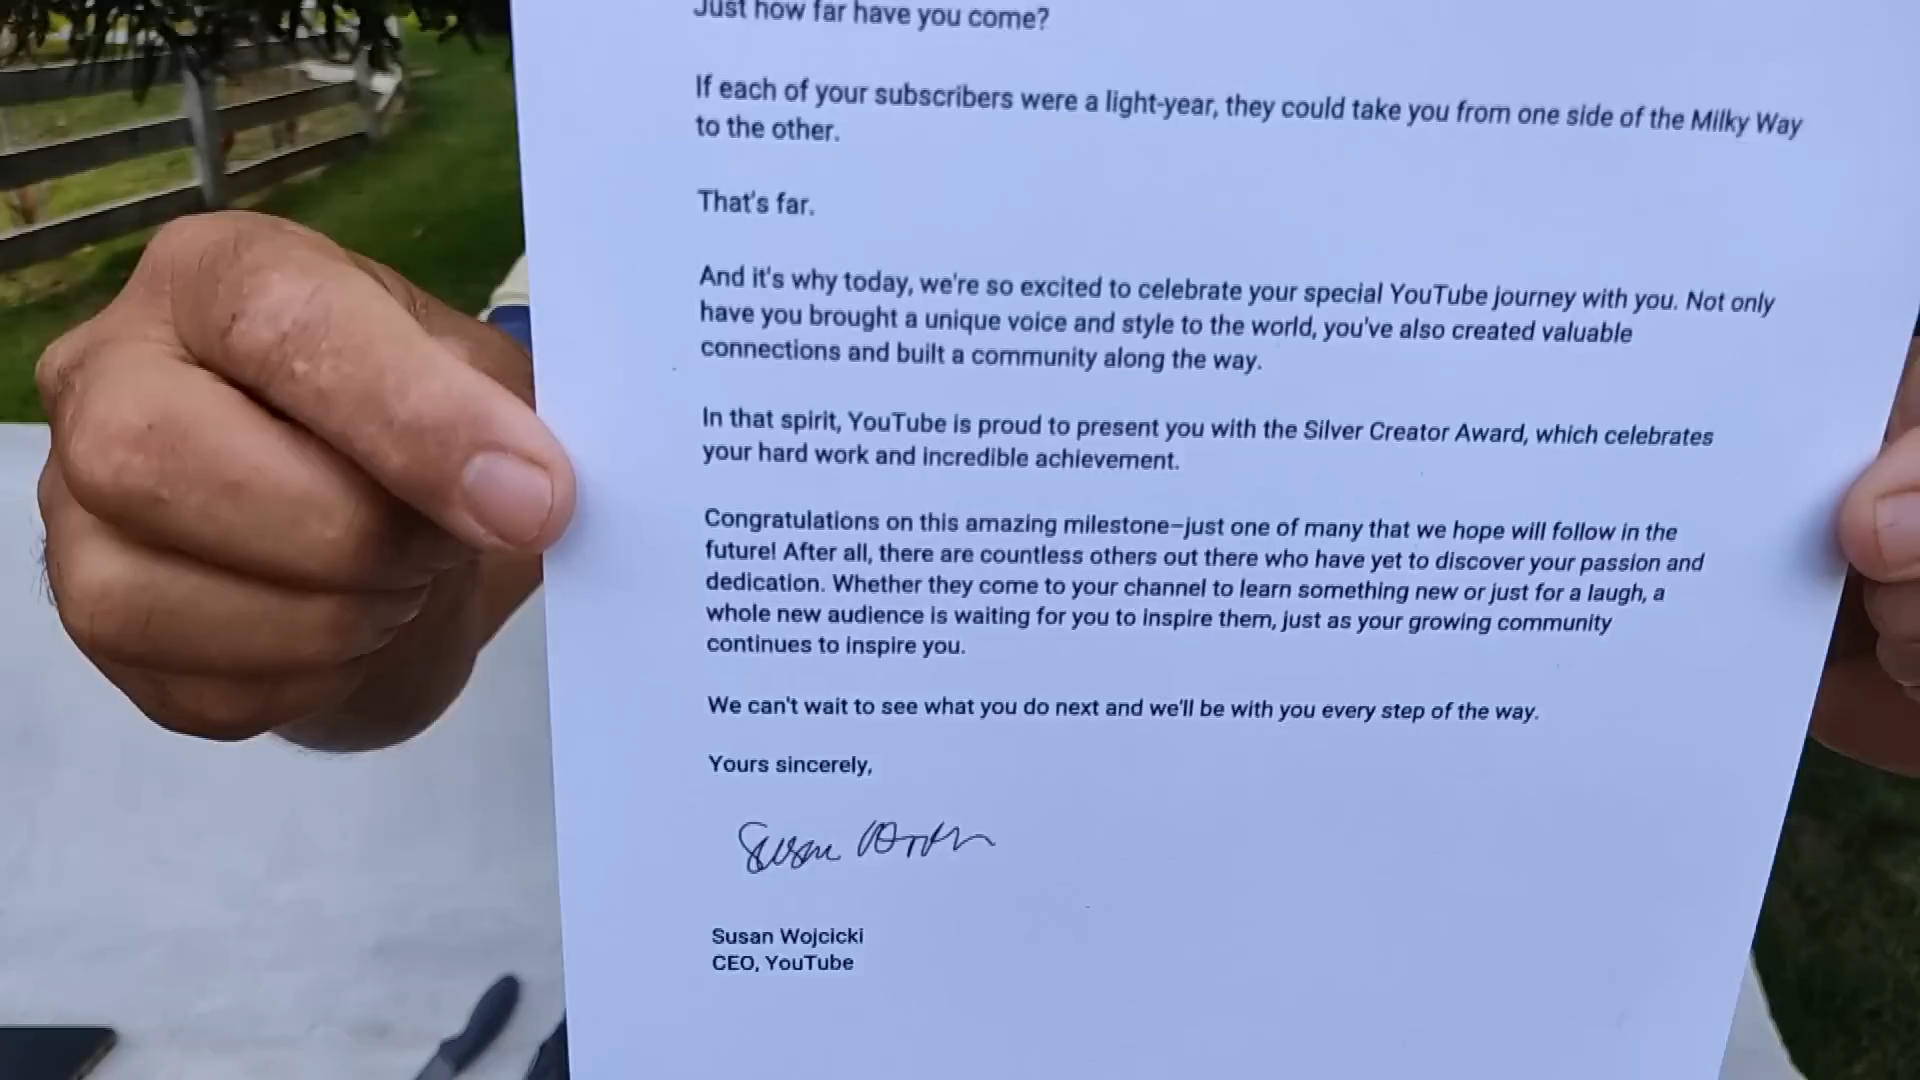 Just how far have you come?
If each of your subscribers were a light-year, they could take you from one side of the Milky Way
to the other.
That's far.
And it's why today, we're so excited to celebrate your special YouTube journey with you. Not only
have you brought a unique voice and style to the world, you've also created valuable
connections and built a community along the way.
In that spirit, YouTube is proud to present you with the Silver Creator Award, which celebrates
your hard work and incredible achievement.
Congratulations on this amazing milestone–just one of many that we hope will follow in the
future! After all, there are countless others out there who have yet to discover your passion and
dedication. Whether they come to your channel to learn something new or just for a laugh, a
whole new audience is waiting for you to inspire them, just as your growing community
continues to inspire you.
We can't wait to see what you do next and we'll be with you every step of the way.
Yours sincerely,
Susan
Susan Wojcicki
CEO, YouTube